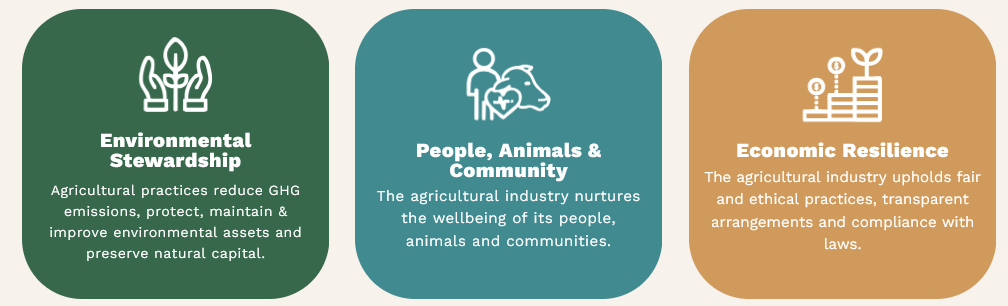 Environmental
Stewardship
Agricultural practices reduce GHG
emissions, protect, maintain &
improve environmental assets and
preserve natural capital.
People, Animals &
Community
The agricultural industry nurtures
the wellbeing of its people,
animals and communities.
Economic Resilience
The agricultural industry upholds fair
and ethical practices, transparent
arrangements and compliance with
laws.